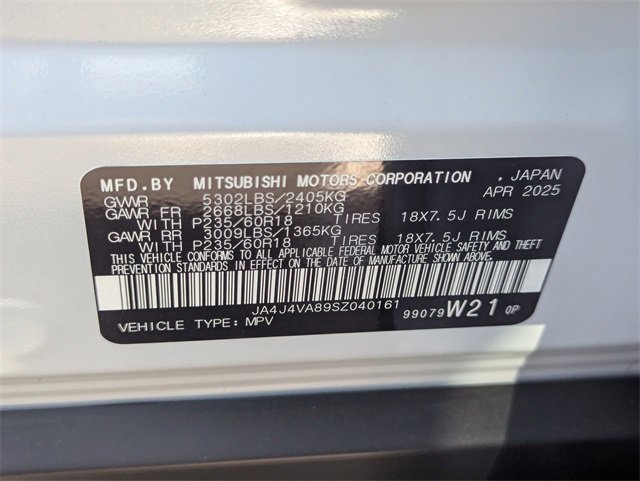 MFD.BY MITSUBISHI MOTORS CORPORATION , JAPAN
GVWR 5302LBS/2405KG APR 2025
GAWR FR 2668LBS/1210KG
WITH P235/60R18 TIRES 18X7.5J RIMS
GAWR RR 3009LBS/1365KG
WITH P235/60R18 TIRES 18X7.5J RIMS
THIS VEHICLE CONFORMS TO ALL APPLICABLE FEDERAL MOTOR VEHICLE SAFETY AND THEFT
PREVENTION STANDARDS IN EFFECT ON THE DATE OF MANUFACTURE SHOWN ABOVE.
JA4J4VA89SZ040161
VEHICLE TYPE: MPV 99079 W21 QP